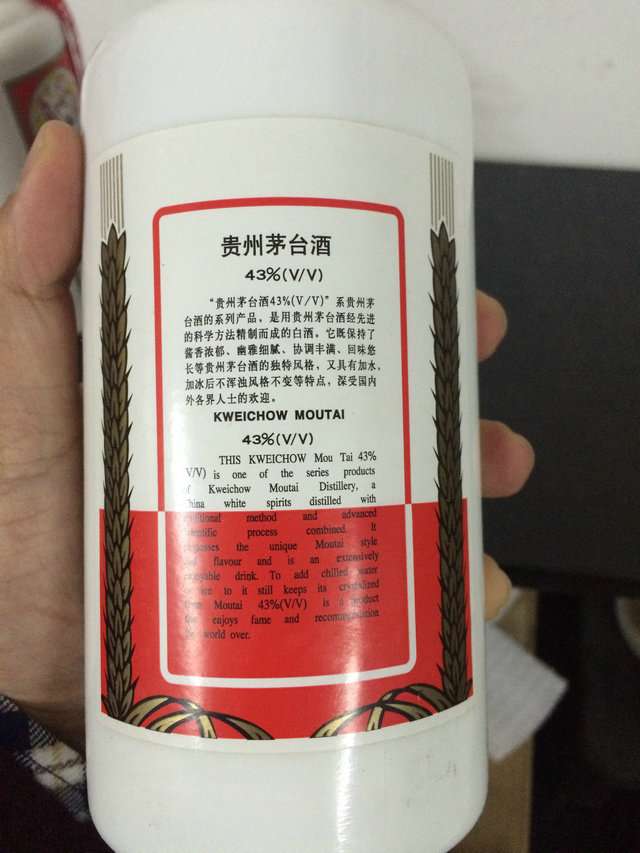 贵州茅台酒
43%(V/V)
“贵州茅台酒43%(V/V)”系贵州茅
台酒的系列产品，是用贵州茅台酒经先进
的科学方法精制而成的白酒。它既保持了
酱香浓郁、幽雅细腻、协调丰满、回味悠
长等贵州茅台酒的独特风格，又具有加水，
加冰后不浑浊风格不变等特点，深受国内
外各界人士的欢迎。
KWEICHOW MOUTAI
43%(V/V)
THIS KWEICHOW Mou Tai 43%
(V/V) is one of the series products
of Kweichow Moutai Distillery, a
China white spirits distilled with
method and advanced
process combined. It
the unique Moutai style
flavour and is an extensively
drink. To add chilled water
to it still keeps its crystalized
Moutai 43%(V/V) is a product
enjoys fame and recommendation
world over.